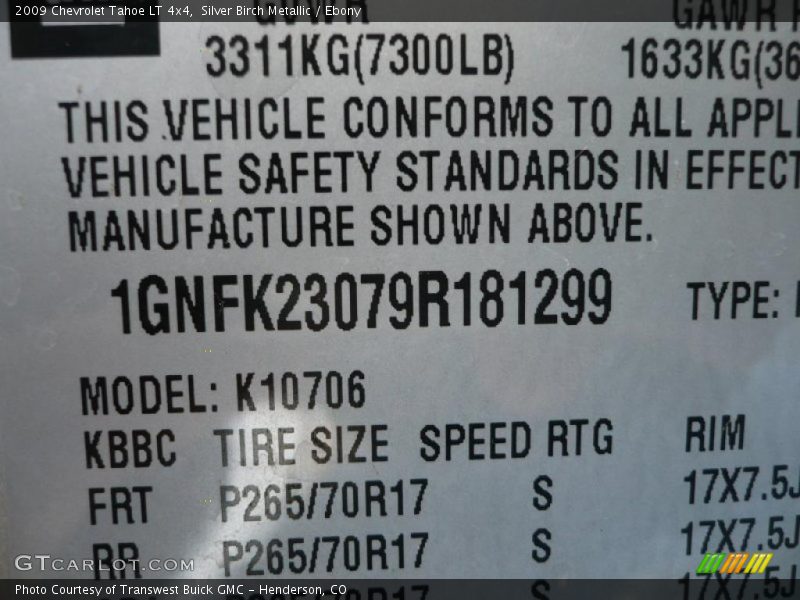 2009 Chevrolet Tahoe LT 4x4, Silver Birch Metallic / Ebony
GVWR GAWR
3311KG(7300LB) 1633KG(36
THIS VEHICLE CONFORMS TO ALL APPLI
VEHICLE SAFETY STANDARDS IN EFFECT
MANUFACTURE SHOWN ABOVE.
1GNFK23079R181299 TYPE:
MODEL: K10706
KBBC TIRE SIZE SPEED RTG RIM
FRT P265/70R17 S 17X7.5J
RR P265/70R17 S 17X7.5J
GTcarlot.com
Photo Courtesy of Transwest Buick GMC – Henderson, CO